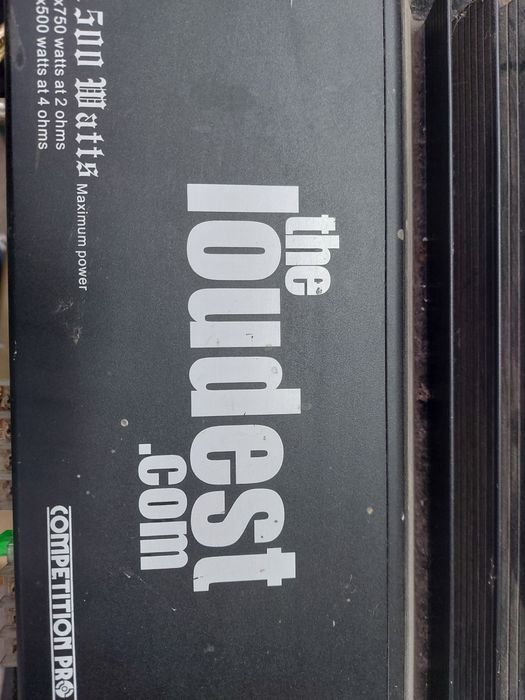 the
loudest
.com
500 Watts Maximum power
x750 watts at 2 ohms
x500 watts at 4 ohms
COMPETITION PRO